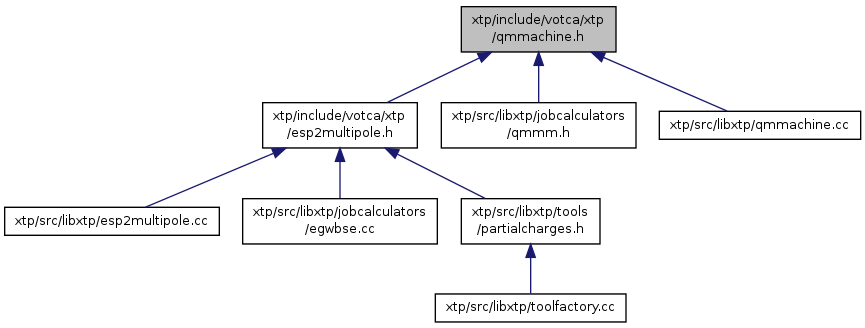 xtp/include/votca/xtp
/qmmachine.h
xtp/include/votca/xtp
/esp2multipole.h
xtp/src/libxtp/jobcalculators
/qmmm.h
xtp/src/libxtp/qmmachine.cc
xtp/src/libxtp/esp2multipole.cc
xtp/src/libxtp/jobcalculators
/egwbse.cc
xtp/src/libxtp/tools
/partialcharges.h
xtp/src/libxtp/toolfactory.cc